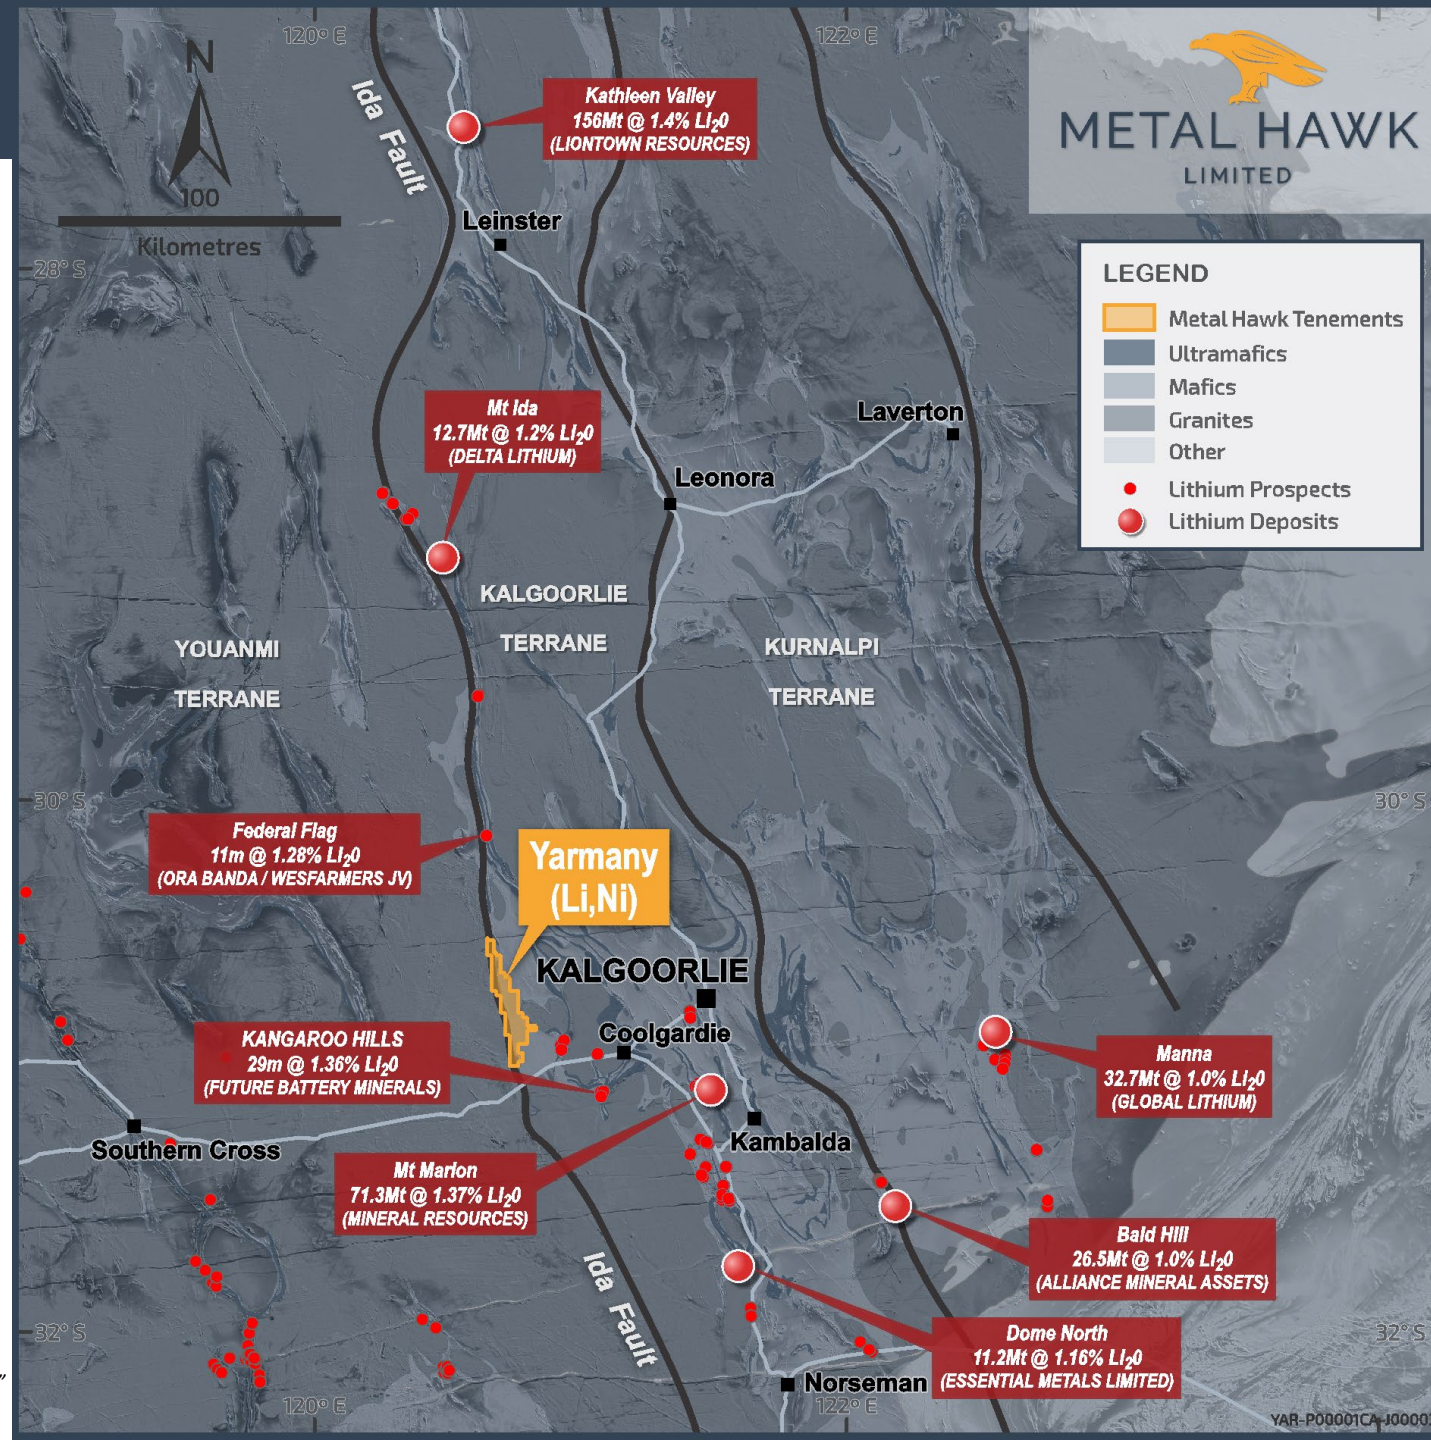 120° E
122° E
N
100
Kilometres
METAL HAWK
LIMITED
Ida Fault
Kathleen Valley
156Mt @ 1.4% LI₂0
(LIONTOWN RESOURCES)
Leinster
28° S
LEGEND
Metal Hawk Tenements
Ultramafics
Mafics
Granites
Other
Lithium Prospects
Lithium Deposits
Mt Ida
12.7Mt @ 1.2% LI₂0
(DELTA LITHIUM)
Laverton
Leonora
KALGOORLIE
TERRANE
YOUANMI
TERRANE
KURNALPI
TERRANE
30° S
30° S
Federal Flag
11m @ 1.28% LI₂0
(ORA BANDA / WESFARMERS JV)
Yarmany
(Li,Ni)
KALGOORLIE
Coolgardie
KANGAROO HILLS
29m @ 1.36% LI₂0
(FUTURE BATTERY MINERALS)
Manna
32.7Mt @ 1.0% LI₂0
(GLOBAL LITHIUM)
Southern Cross
Kambalda
Mt Marion
71.3Mt @ 1.37% LI₂0
(MINERAL RESOURCES)
Bald Hill
26.5Mt @ 1.0% LI₂0
(ALLIANCE MINERAL ASSETS)
Ida Fault
32° S
32° S
Dome North
11.2Mt @ 1.16% LI₂0
(ESSENTIAL METALS LIMITED)
Norseman
”
120° E
122° E